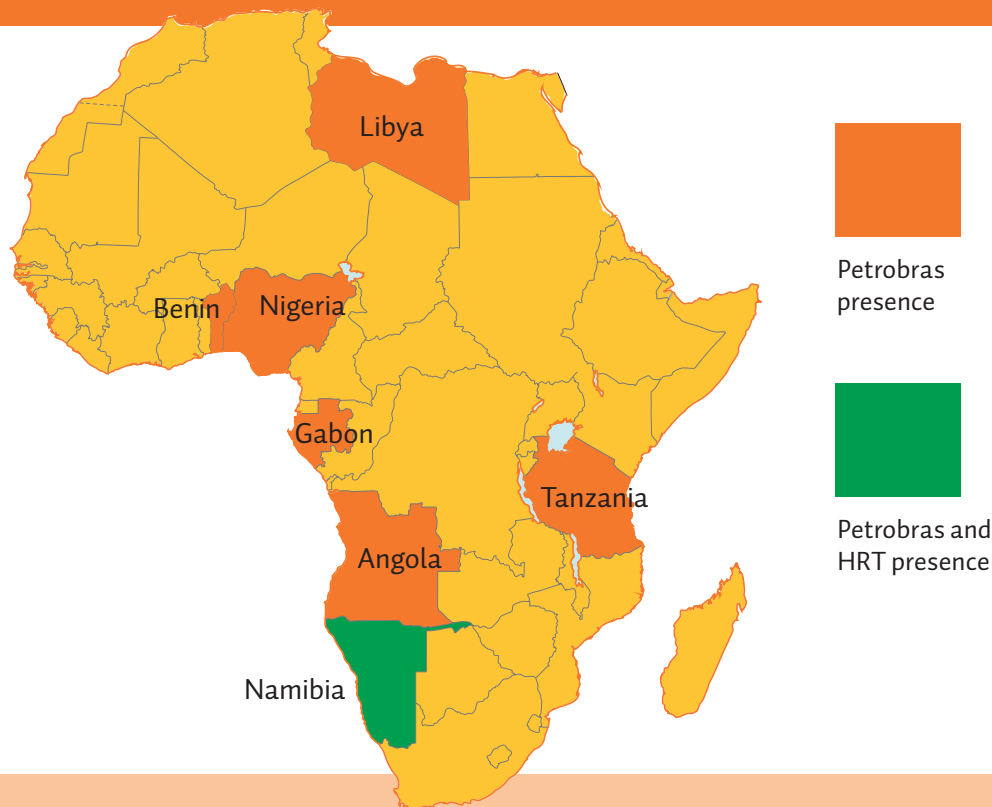 Libya
Petrobras
presence
Benin
Nigeria
Gabon
Tanzania
Petrobras and
HRT presence
Angola
Namibia